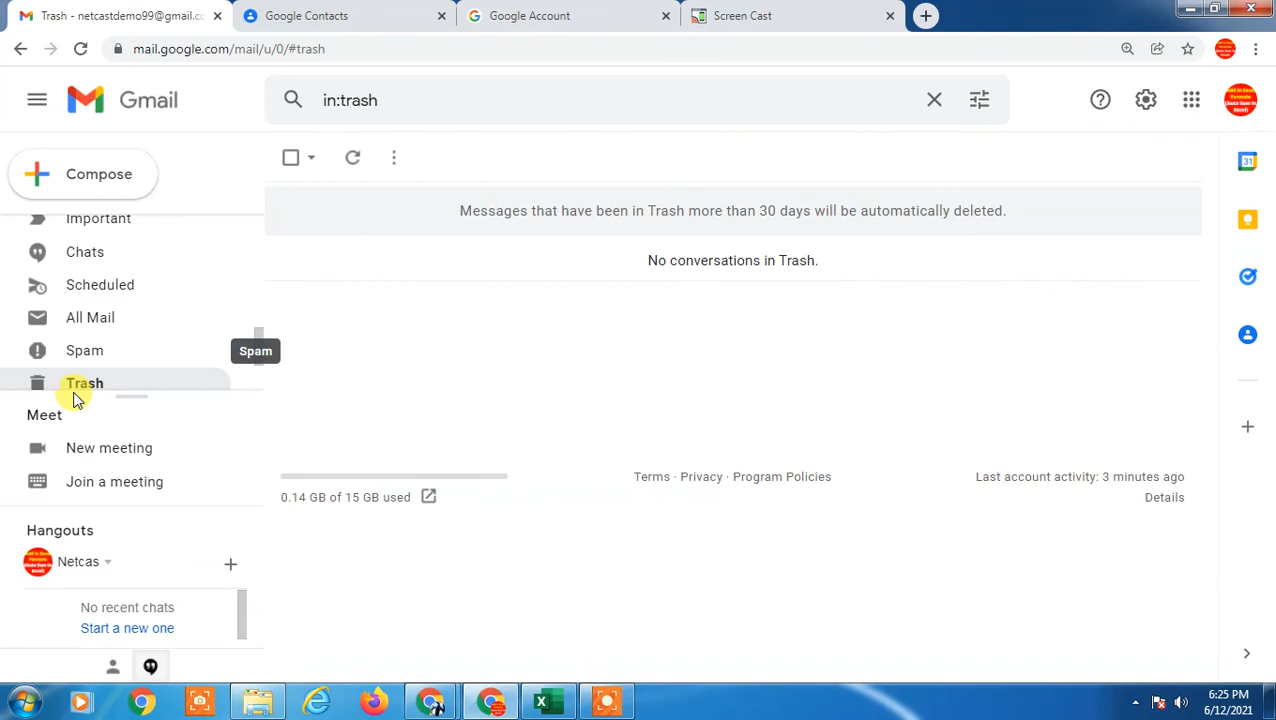 Trash - netcastdemo99@gmail.cc
Google Contacts
Google Account
Screen Cast
mail.google.com/mail/u/0/#trash
Gmail
in:trash
31
Compose
Messages that have been in Trash more than 30 days will be automatically deleted.
No conversations in Trash.
Important
Chats
Scheduled
All Mail
Spam
Spam
Trash
Meet
New meeting
Join a meeting
Hangouts
Netcas
No recent chats
Start a new one
0.14 GB of 15 GB used
Terms · Privacy · Program Policies
Last account activity: 3 minutes ago
Details
6:25 PM
6/12/2021